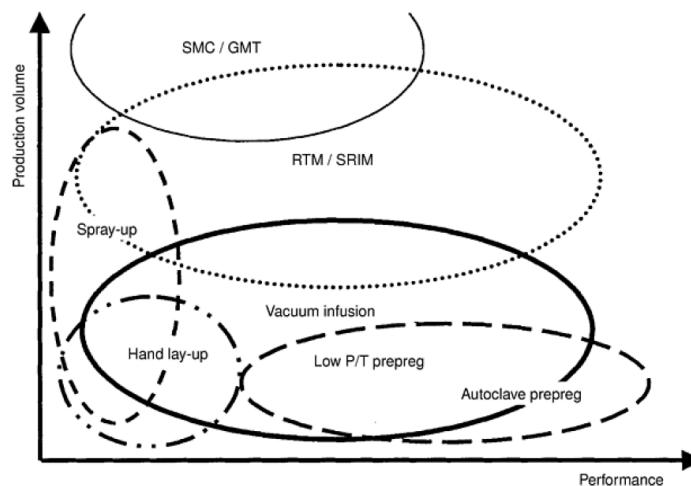 SMC / GMT
Production volume
RTM / SRIM
Spray-up
Vacuum infusion
Hand lay-up
Low P/T prepreg
Autoclave prepreg
Performance